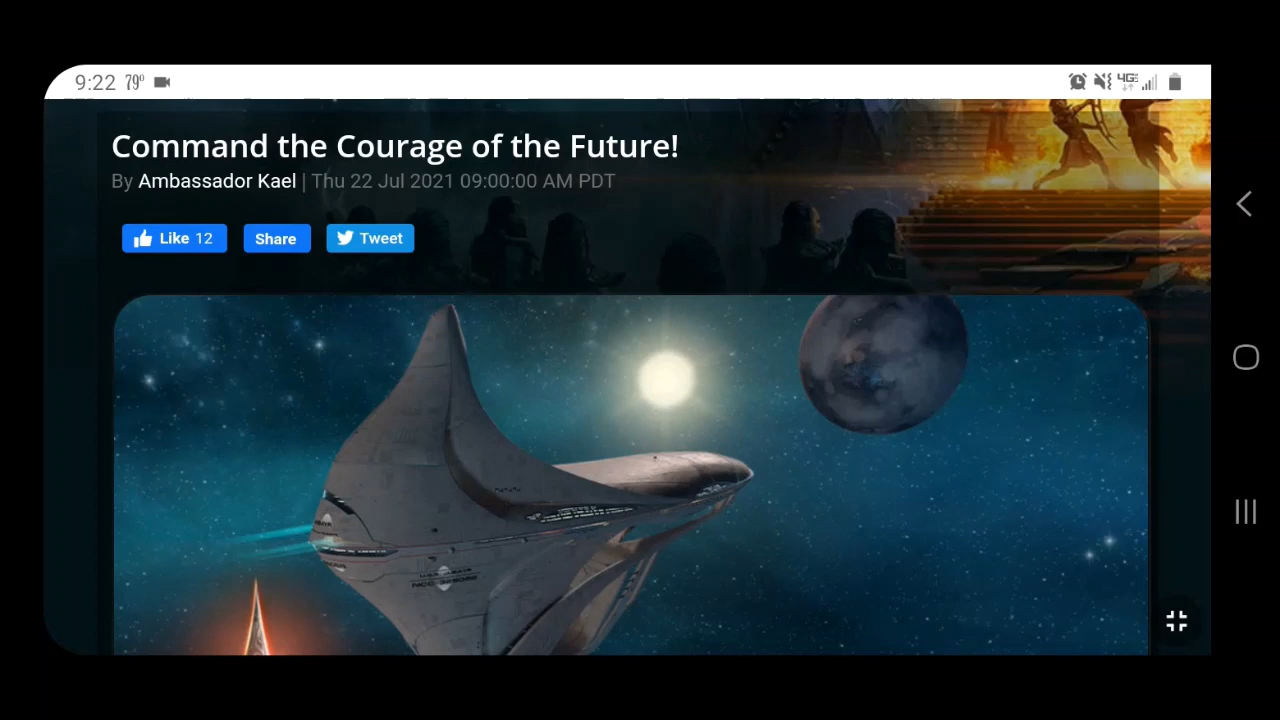 9:22 79°
4GE
Command the Courage of the Future!
By Ambassador Kael | Thu 22 Jul 2021 09:00:00 AM PDT
Like 12 Share Tweet